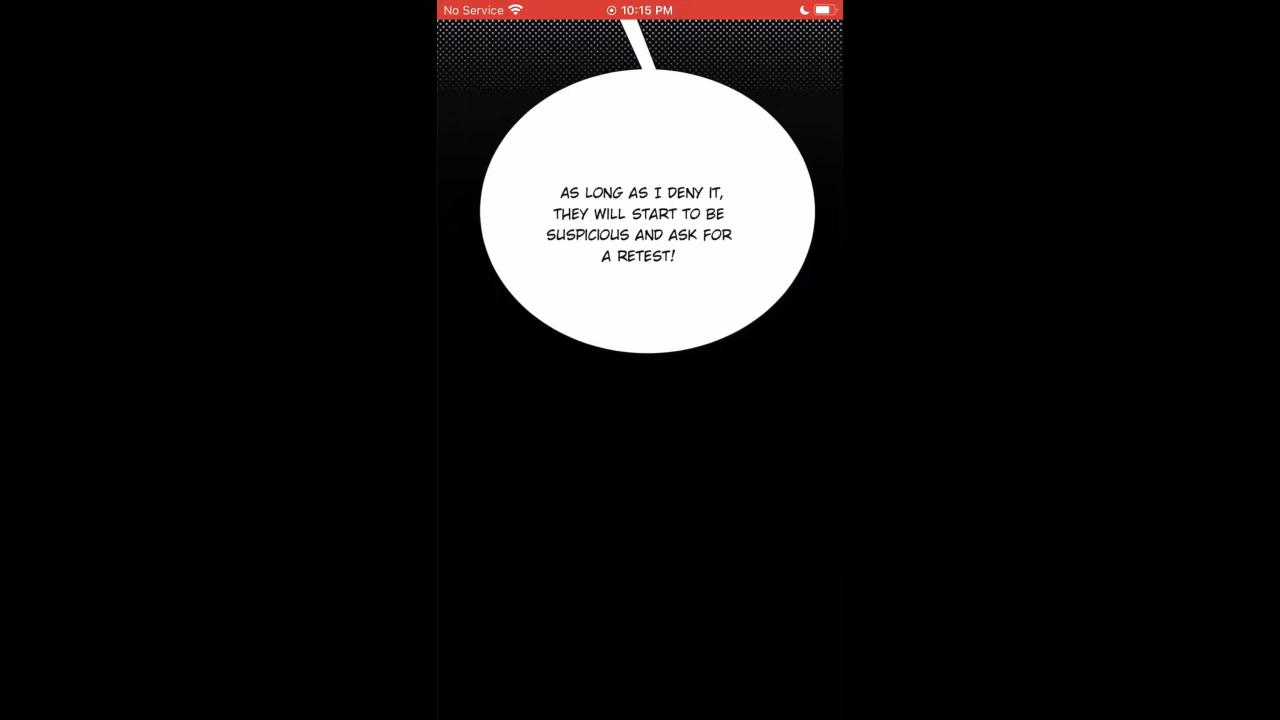 No Service 10:15 PM
AS LONG AS I DENY IT,
THEY WILL START TO BE
SUSPICIOUS AND ASK FOR
A RETEST!